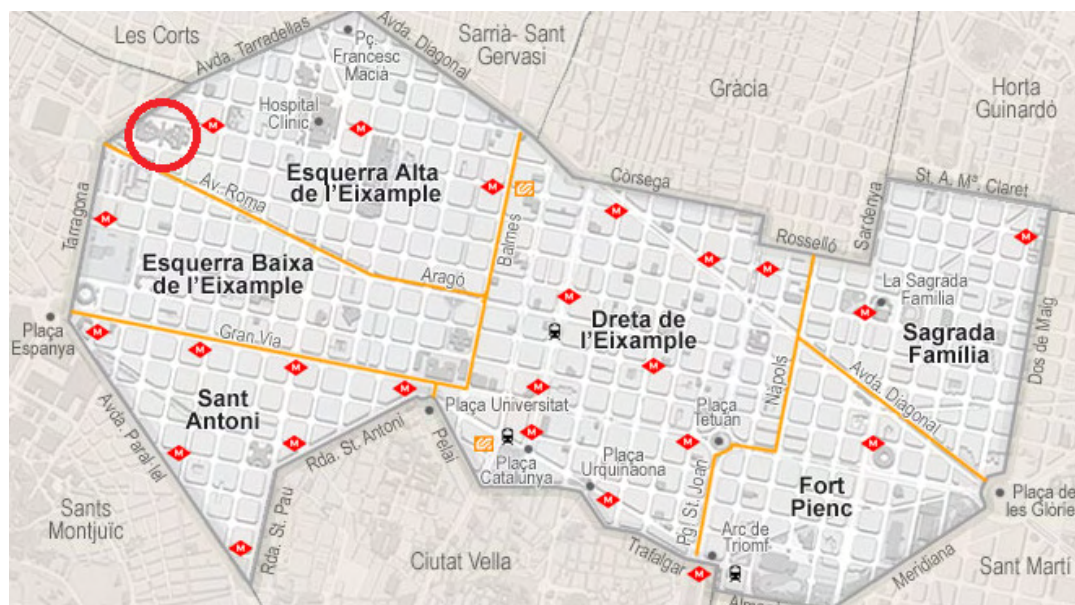 Les Corts
Avda. Tarradellas
Pç.
Francesc
Macià
Avda. Diagonal
Sarrià- Sant
Gervasi
Gràcia
Horta
Guinardó
Hospital
Clínic
Esquerra Alta
de l'Eixample
Av. Roma
Tarragona
Còrsega
St. A. Mª. Claret
Sardenya
Rosselló
Balmes
Aragó
Esquerra Baixa
de l'Eixample
La Sagrada
Família
Sagrada
Família
Dos de Maig
Dreta de
l'Eixample
Plaça
Espanya
Gran Via
Nàpols
Avda. Diagonal
Sant
Antoni
Plaça Universitat
Plaça
Tetuán
Avda. Paral·lel
Rda. St. Antoni
Pelai
Plaça
Catalunya
Plaça
Urquinaona
Pg. St. Joan
Fort
Pienc
Plaça de
les Glòrie
Sants
Montjuïc
Rda. St. Pau
Ciutat Vella
Trafalgar
Arc de
Triomf
Meridiana
Sant Martí
M